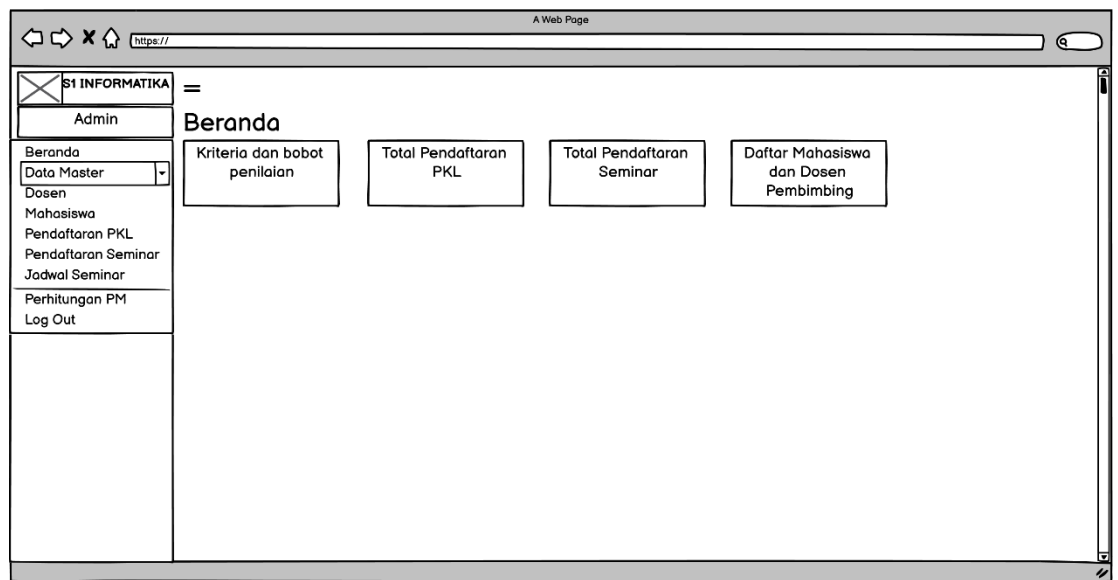 A Web Page
https://
S1 INFORMATIKA
Admin
Beranda
Data Master
Dosen
Mahasiswa
Pendaftaran PKL
Pendaftaran Seminar
Jadwal Seminar
Perhitungan PM
Log Out
Beranda
Kriteria dan bobot
penilaian
Total Pendaftaran
PKL
Total Pendaftaran
Seminar
Daftar Mahasiswa
dan Dosen
Pembimbing